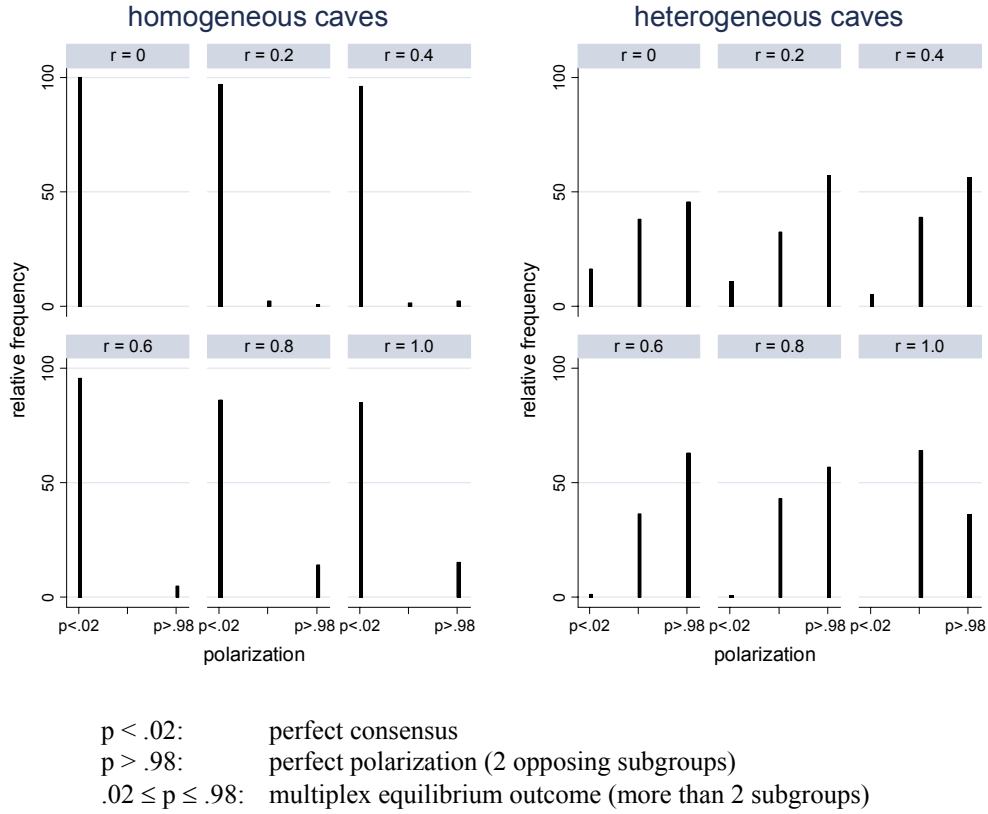 homogeneous caves
heterogeneous caves
r = 0
r = 0.2
r = 0.4
r = 0
r = 0.2
r = 0.4
100
50
0
100
50
0
r = 0.6
r = 0.8
r = 1.0
r = 0.6
r = 0.8
r = 1.0
100
50
0
100
50
0
relative frequency
relative frequency
p<.02 p>.98 p<.02 p>.98 p<.02 p>.98
p<.02 p>.98 p<.02 p>.98 p<.02 p>.98
polarization
polarization
p < .02: perfect consensus
p > .98: perfect polarization (2 opposing subgroups)
.02 ≤ p ≤ .98: multiplex equilibrium outcome (more than 2 subgroups)